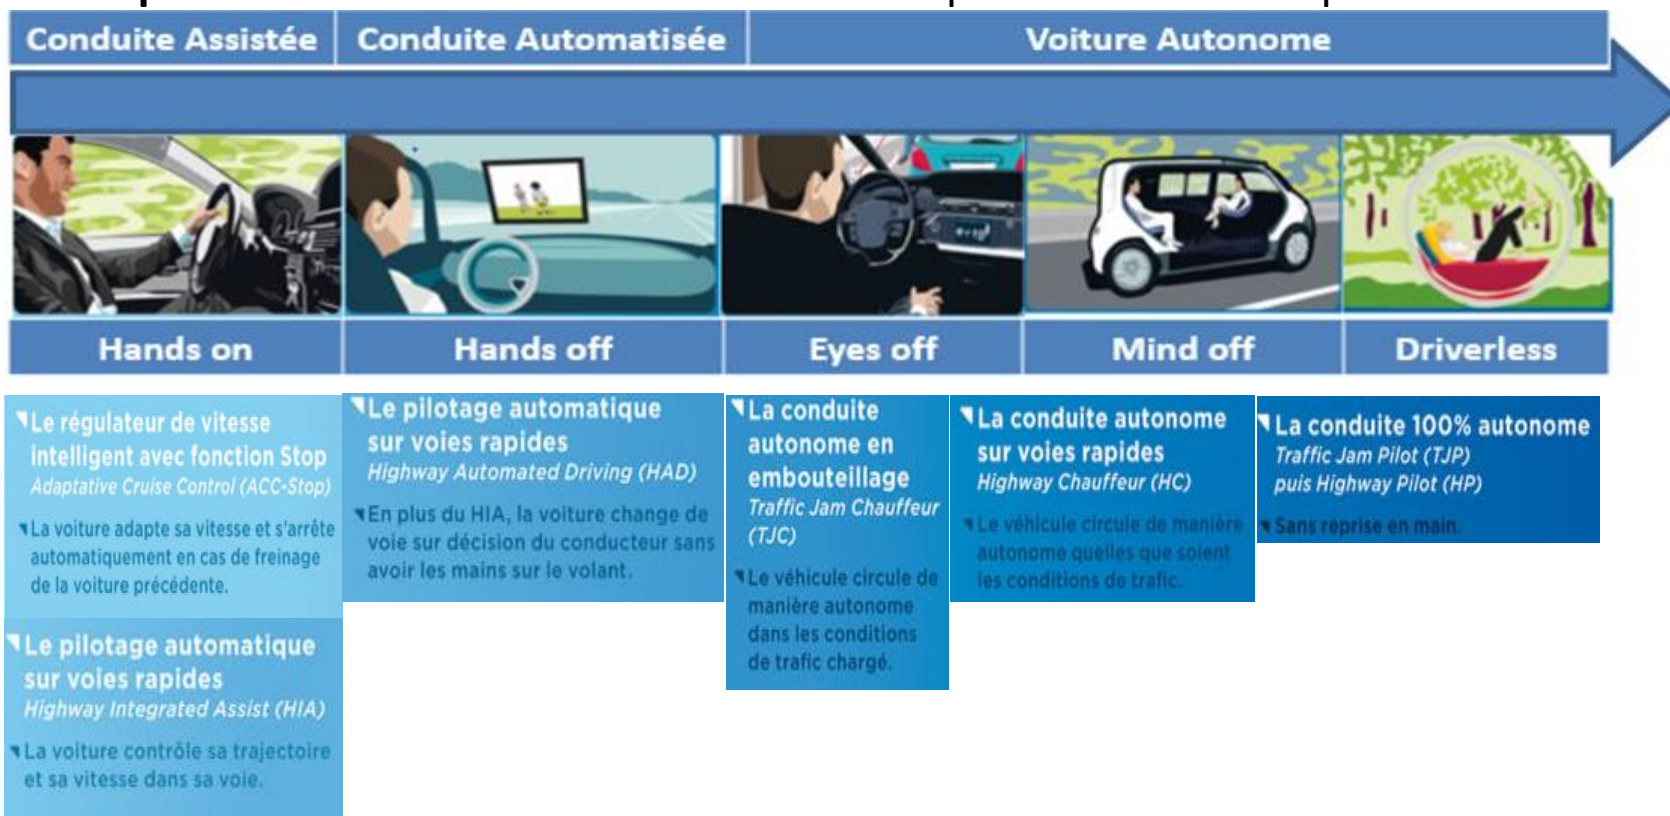 Conduite Assistée
Conduite Automatisée
Voiture Autonome
Hands on
Hands off
Eyes off
Mind off
Driverless
Le régulateur de vitesse
intelligent avec fonction Stop
Adaptative Cruise Control (ACC-Stop)
La voiture adapte sa vitesse et s'arrête
automatiquement en cas de freinage
de la voiture précédente.
Le pilotage automatique
sur voies rapides
Highway Integrated Assist (HIA)
La voiture contrôle sa trajectoire
et sa vitesse dans sa voie.
Le pilotage automatique
sur voies rapides
Highway Automated Driving (HAD)
En plus du HIA, la voiture change de
voie sur décision du conducteur sans
avoir les mains sur le volant.
La conduite
autonome en
embouteillage
Traffic Jam Chauffeur
(TJC)
Le véhicule circule de
manière autonome
dans les conditions
de trafic chargé.
La conduite autonome
sur voies rapides
Highway Chauffeur (HC)
Le véhicule circule de manière
autonome quelles que soient
les conditions de trafic.
La conduite 100% autonome
Traffic Jam Pilot (TJP)
puis Highway Pilot (HP)
Sans reprise en main.